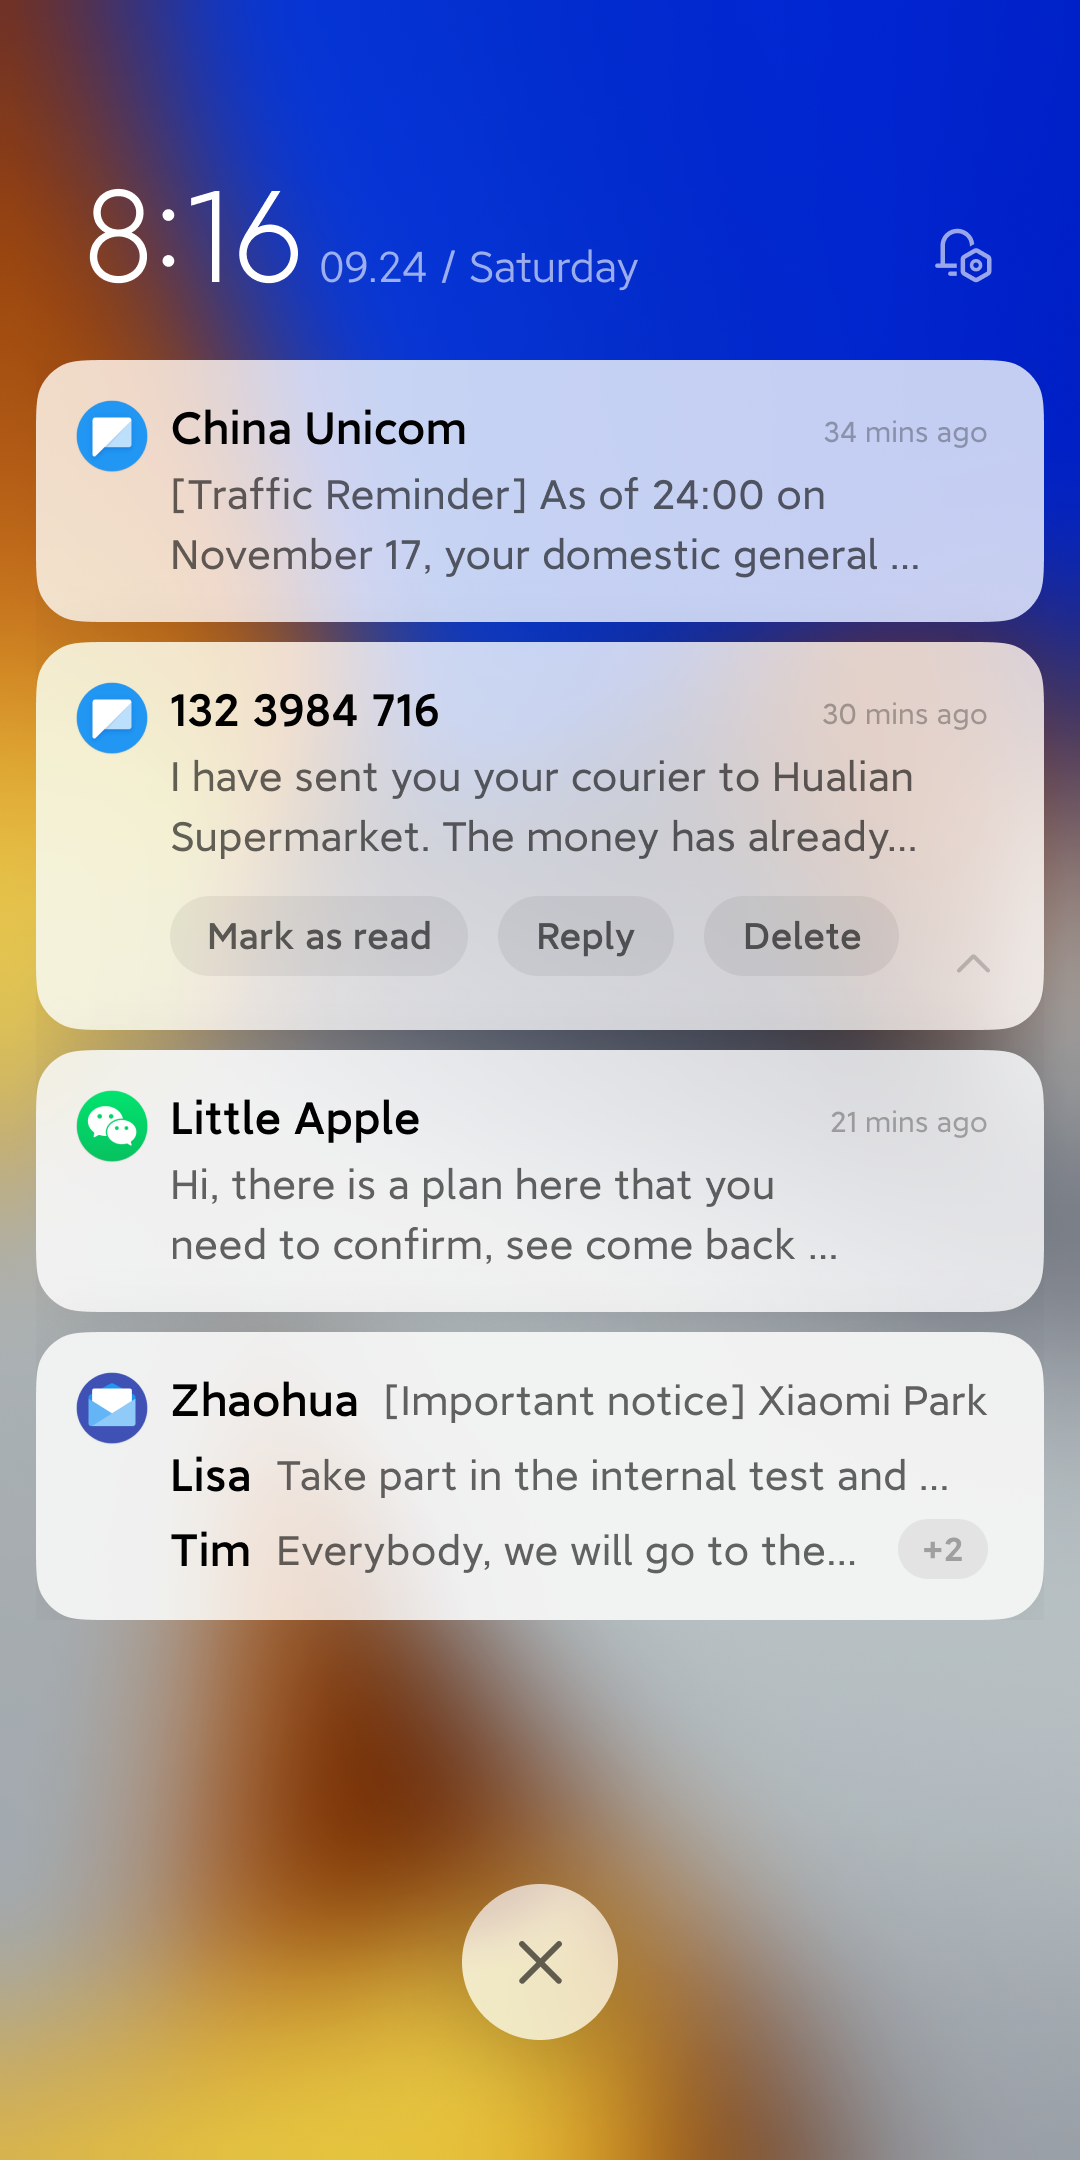 8:16 09.24 / Saturday
China Unicom 34 mins ago
[Traffic Reminder] As of 24:00 on
November 17, your domestic general ...
132 3984 716 30 mins ago
I have sent you your courier to Hualian
Supermarket. The money has already...
Mark as read Reply Delete
Little Apple 21 mins ago
Hi, there is a plan here that you
need to confirm, see come back ...
Zhaohua [Important notice] Xiaomi Park
Lisa Take part in the internal test and ...
Tim Everybody, we will go to the... +2